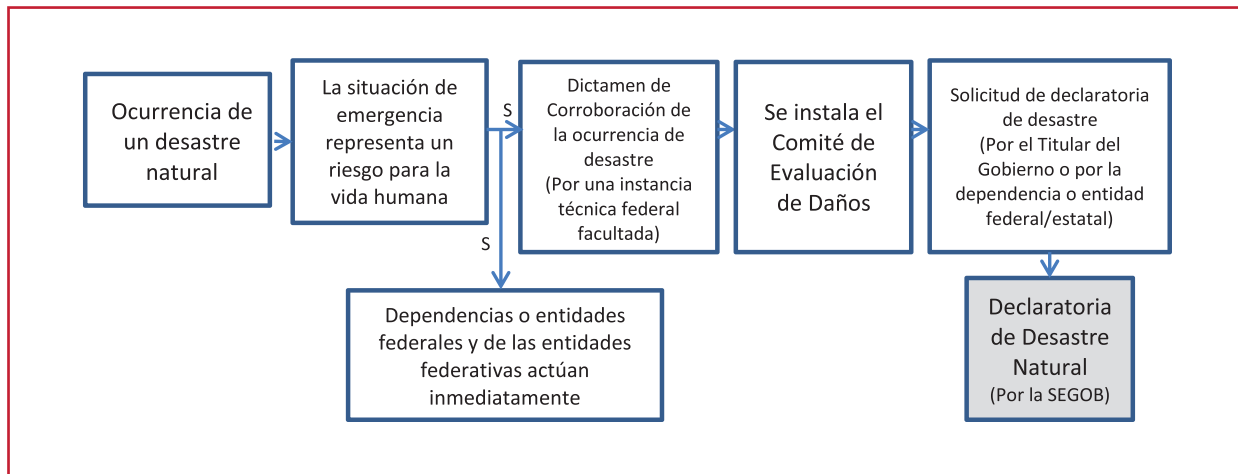 Ocurrencia de
un desastre
natural
La situación de
emergencia
representa un
riesgo para la
vida humana
S
S
Dictamen de
Corroboración de
la ocurrencia de
desastre
(Por una instancia
técnica federal
facultada)
Se instala el
Comité de
Evaluación
de Daños
Solicitud de declaratoria
de desastre
(Por el Titular del
Gobierno o por la
dependencia o entidad
federal/estatal)
Dependencias o entidades
federales y de las entidades
federativas actúan
inmediatamente
Declaratoria
de Desastre
Natural
(Por la SEGOB)